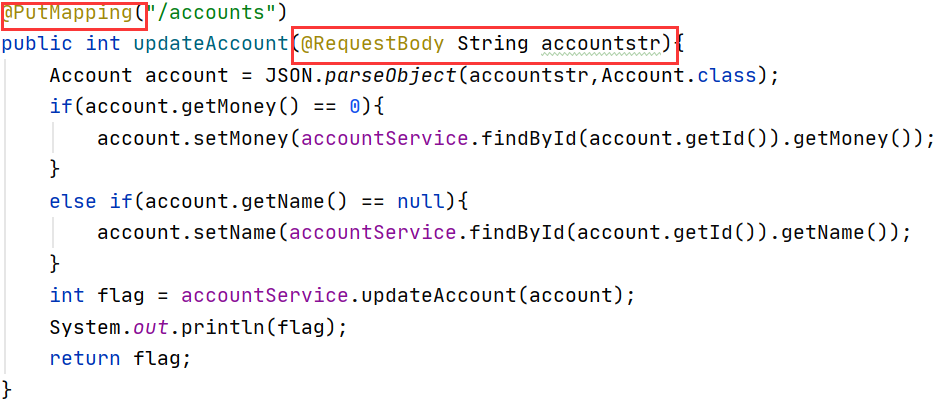 @PutMapping("/accounts")
public int updateAccount(@RequestBody String accountstr){
    Account account = JSON.parseObject(accountstr,Account.class);
    if(account.getMoney() == 0){
        account.setMoney(accountService.findById(account.getId()).getMoney());
    }
    else if(account.getName() == null){
        account.setName(accountService.findById(account.getId()).getName());
    }
    int flag = accountService.updateAccount(account);
    System.out.println(flag);
    return flag;
}